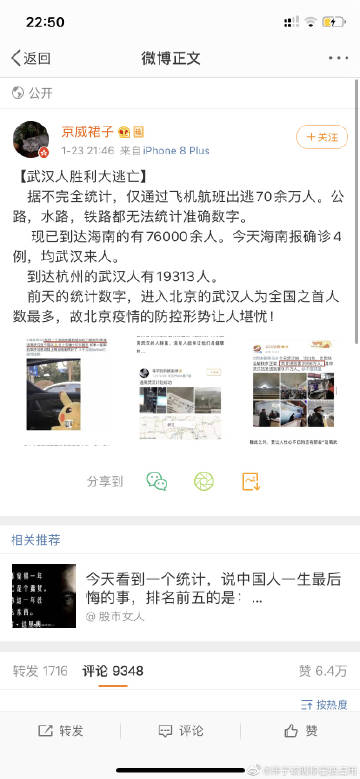 22:50
返回
微博正文
公开
京威裙子
1-23 21:46 来自iPhone 8 Plus
+关注
【武汉人胜利大逃亡】
据不完全统计，仅通过飞机航班出逃70余万人。公
路，水路，铁路都无法统计准确数字。
现已到达海南的有76000余人。今天海南报确诊4
例，均武汉来人。
到达杭州的武汉人有19313人。
前天的统计数字，进入北京的武汉人为全国之首人
数最多，故北京疫情的防控形势让人堪忧！
分享到
相关推荐
今天看到一个统计，说中国人一生最后
悔的事，排名前五的是：...
@股市女人
转发 1716 评论 9348 赞 6.4万
按热度
转发 评论 赞